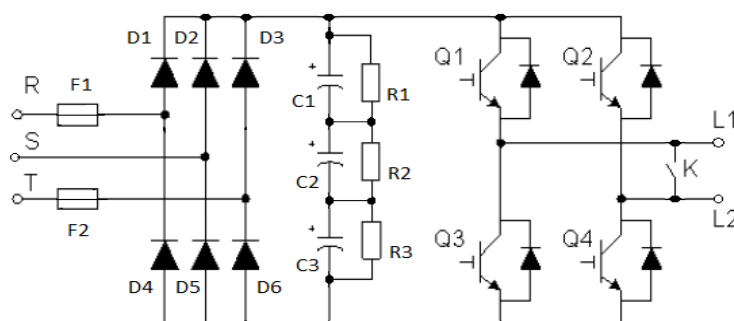 D1 D2 D3
Q1 Q2
R F1
C1 R1
L1
S
C2 R2
K
T
F2
L2
Q3 Q4
C3 R3
D4 D5 D6